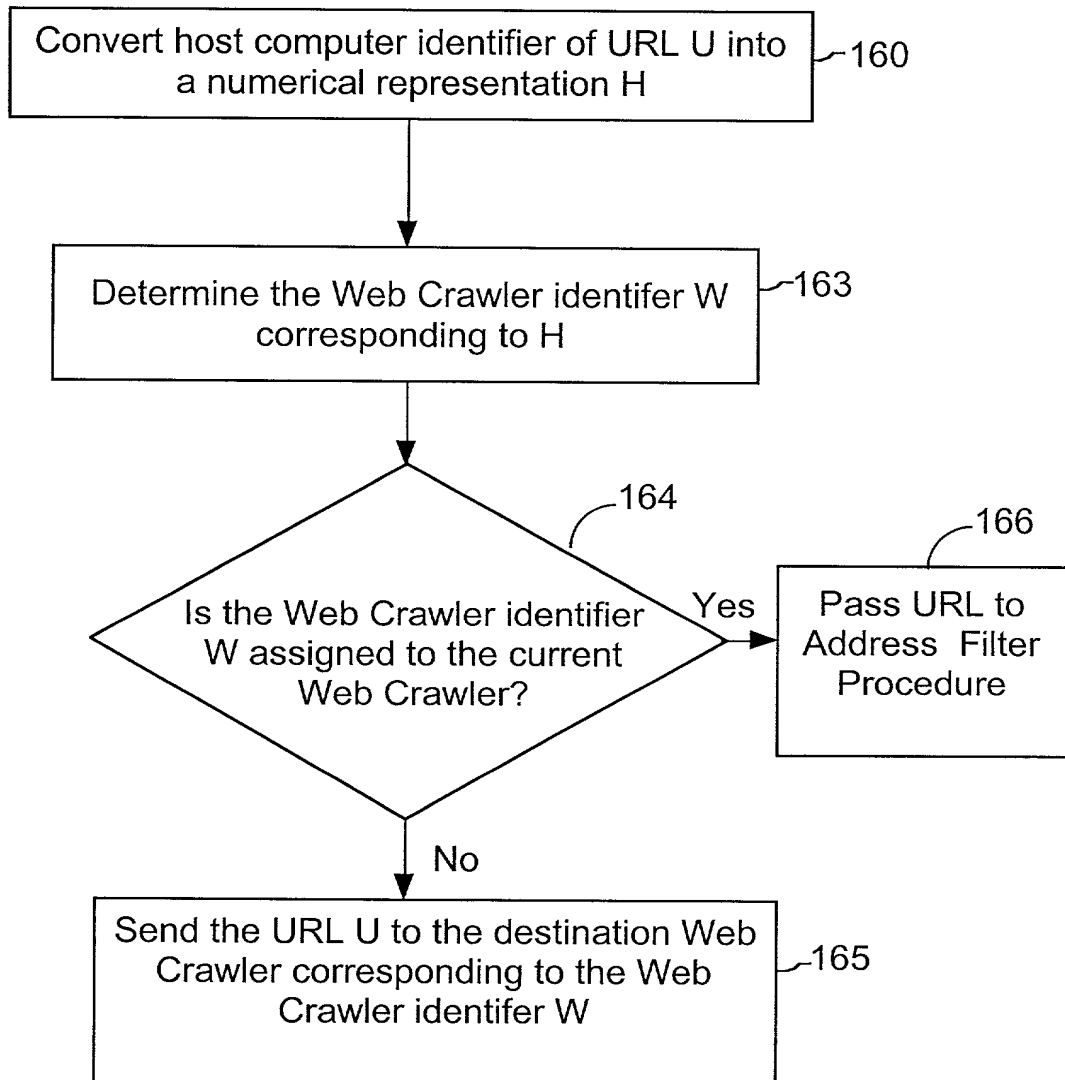 Convert host computer identifier of URL U into
a numerical representation H
160
Determine the Web Crawler identifer W
corresponding to H
163
164
166
Is the Web Crawler identifier
W assigned to the current
Web Crawler?
Yes
Pass URL to
Address Filter
Procedure
No
Send the URL U to the destination Web
Crawler corresponding to the Web
Crawler identifer W
165